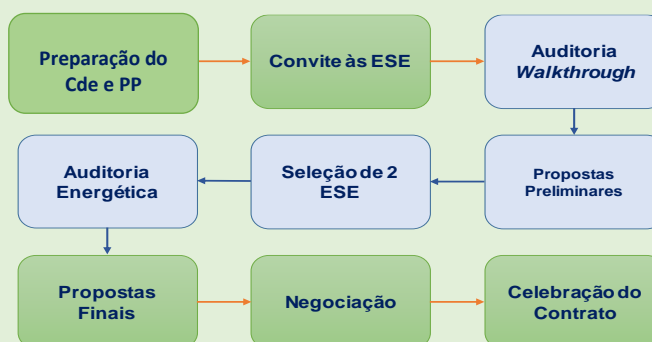 Preparação do
Cde e PP
Convite às ESE
Auditoria
Walkthrough
Propostas
Preliminares
Seleção de 2
ESE
Auditoria
Energética
Propostas
Finais
Negociação
Celebração do
Contrato